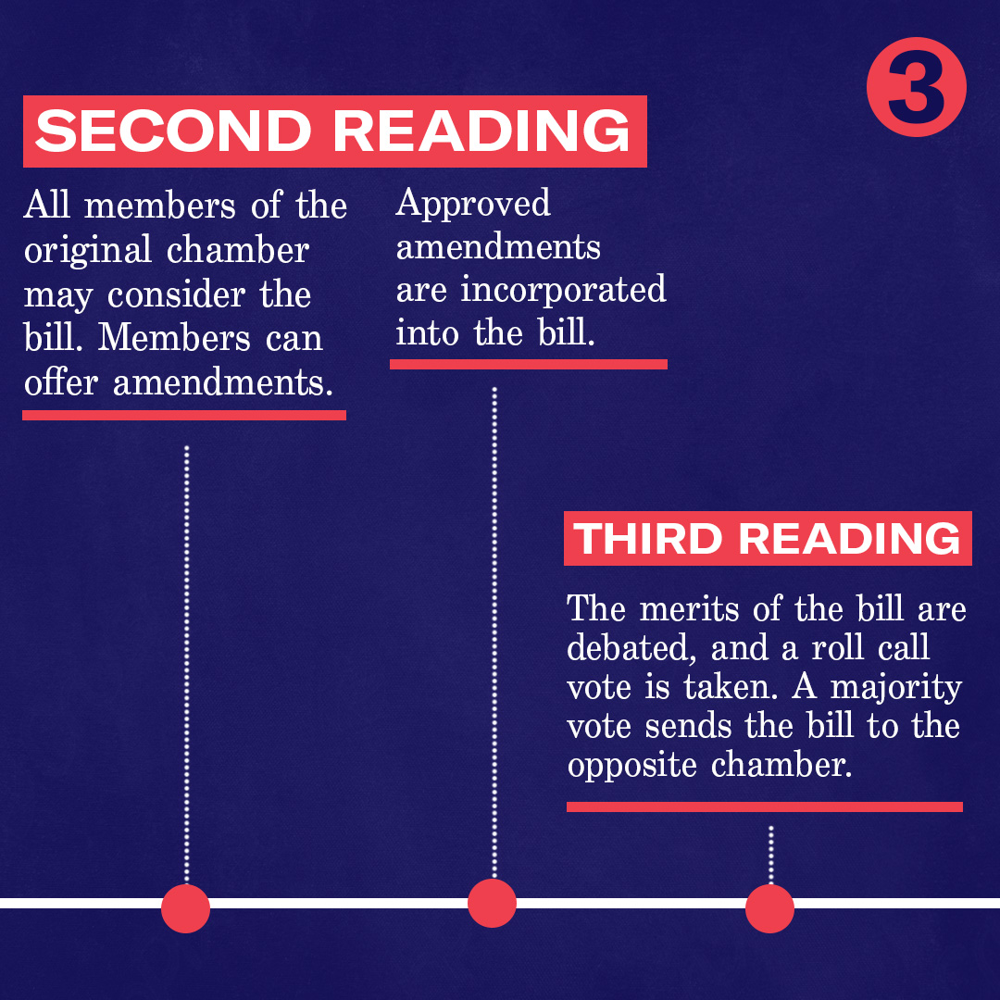 3
SECOND READING
All members of the
original chamber
may consider the
bill. Members can
offer amendments.
Approved
amendments
are incorporated
into the bill.
THIRD READING
The merits of the bill are
debated, and a roll call
vote is taken. A majority
vote sends the bill to the
opposite chamber.